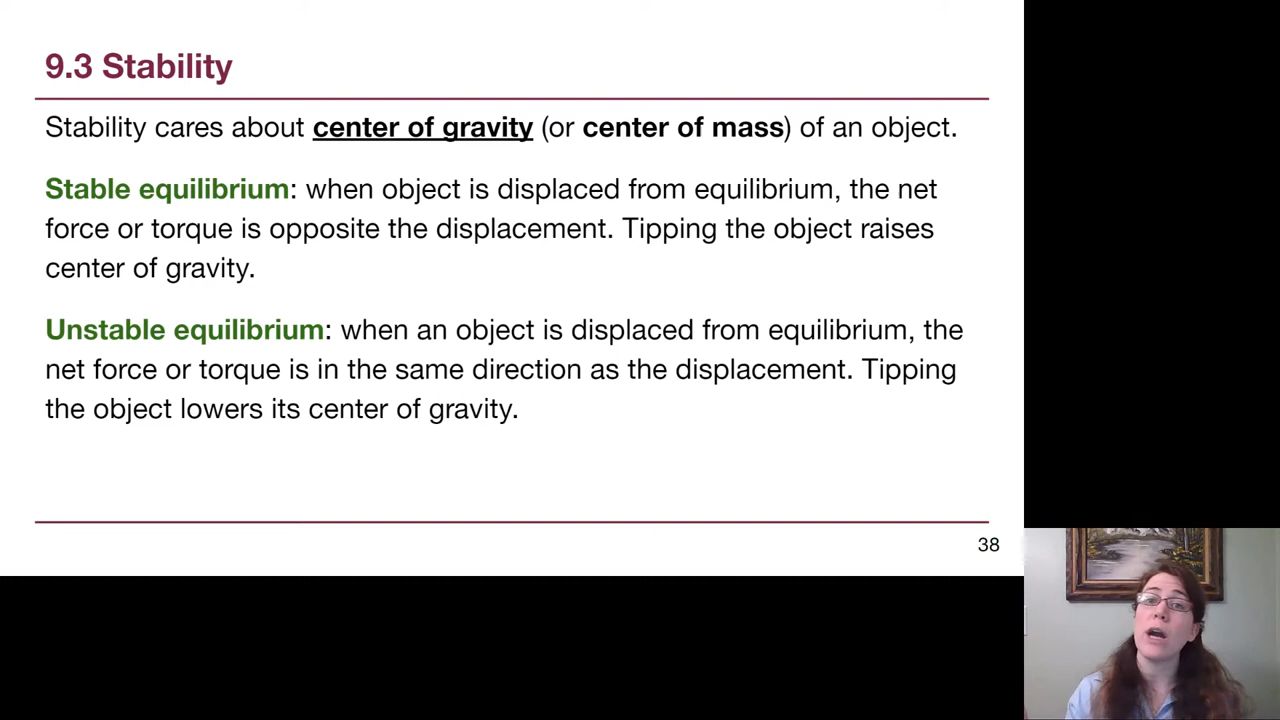 9.3 Stability
Stability cares about center of gravity (or center of mass) of an object.
Stable equilibrium: when object is displaced from equilibrium, the net
force or torque is opposite the displacement. Tipping the object raises
center of gravity.
Unstable equilibrium: when an object is displaced from equilibrium, the
net force or torque is in the same direction as the displacement. Tipping
the object lowers its center of gravity.
38